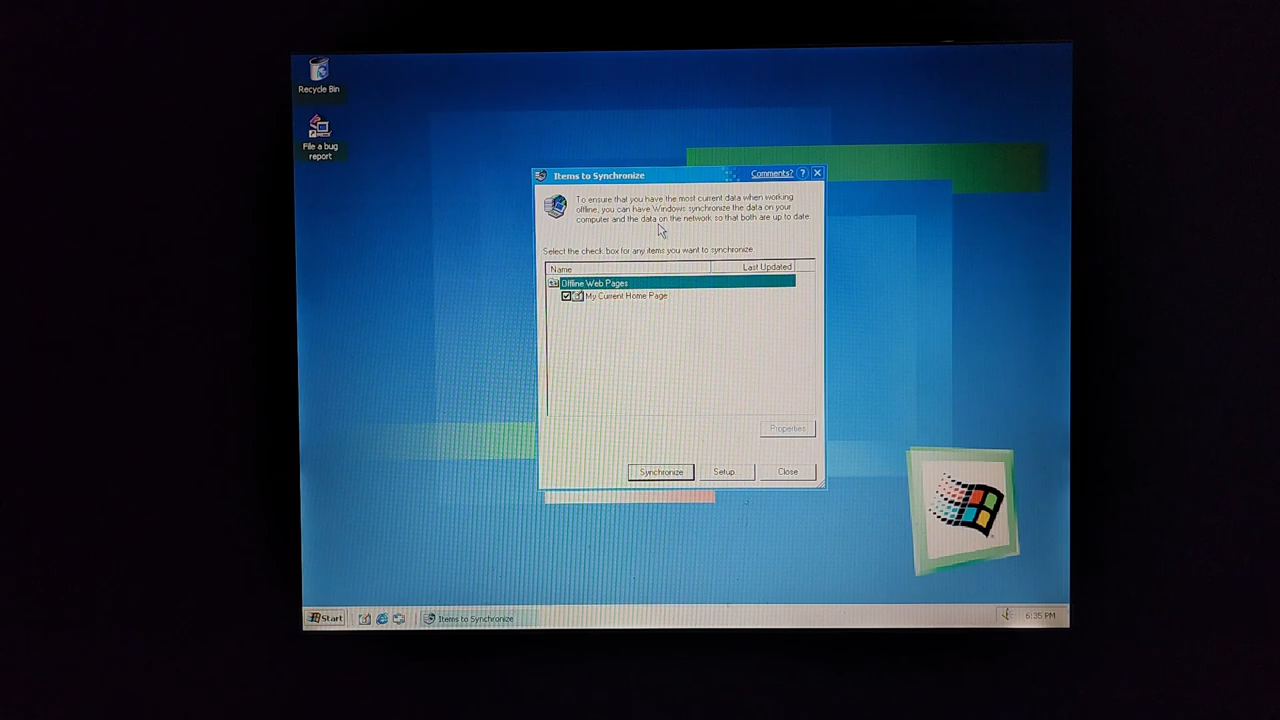 Recycle Bin
File a bug
report
Items to Synchronize
Comments?
?
To ensure that you have the most current data when working
offline, you can have Windows synchronize the data on your
computer and the data on the network so that both are up to date.
Select the check box for any items you want to synchronize
Name
Last Updated
Offline Web Pages
My Current Home Page
Properties
Synchronize
Setup...
Close
Start
Items to Synchronize
6:35 PM